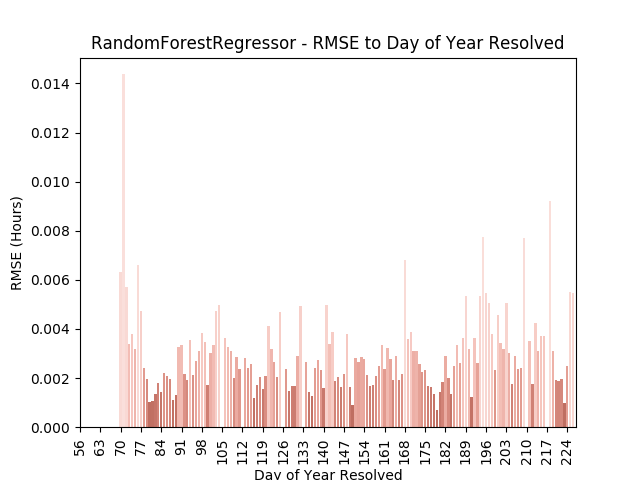 RandomForestRegressor - RMSE to Day of Year Resolved
0.014
0.012
0.010
0.008
0.006
0.004
0.002
0.000
RMSE (Hours)
56 63 70 77 84 91 98 105 112 119 126 133 140 147 154 161 168 175 182 189 196 203 210 217 224
Day of Year Resolved